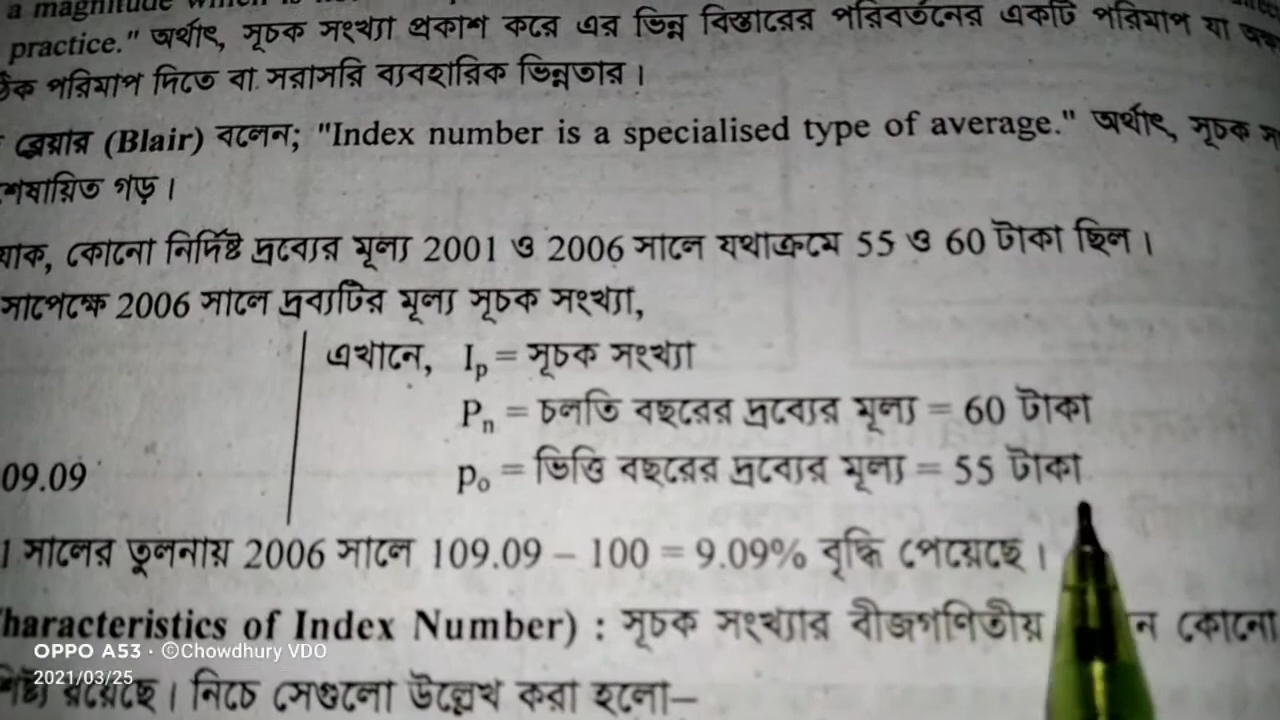 a magnitude which is
practice." অর্থাৎ, সূচক সংখ্যা প্রকাশ করে এর ভিন্ন বিস্তারের পরিবর্তনের একটি পরিমাপ যা
পরিমাপ দিতে বা সরাসরি ব্যবহারিক ভিন্নতার।
ব্লেয়ার (Blair) বলেন; "Index number is a specialised type of average." অর্থাৎ, সূচক
শেষায়িত গড়।
যাক, কোনো নির্দিষ্ট দ্রব্যের মূল্য 2001 ও 2006 সালে যথাক্রমে 55 ও 60 টাকা ছিল।
সাপেক্ষে 2006 সালে দ্রব্যটির মূল্য সূচক সংখ্যা,
এখানে, Ip = সূচক সংখ্যা
Pn = চলতি বছরের দ্রব্যের মূল্য = 60 টাকা
09.09
po = ভিত্তি বছরের দ্রব্যের মূল্য = 55 টাকা
1 সালের তুলনায় 2006 সালে 109.09 – 100 = 9.09% বৃদ্ধি পেয়েছে।
haracteristics of Index Number) : সূচক সংখ্যার বীজগণিতীয় ন কোনো
রয়েছে। নিচে সেগুলো উল্লেখ করা হলো–
OPPO A53 · ©Chowdhury VDO
2021/03/25